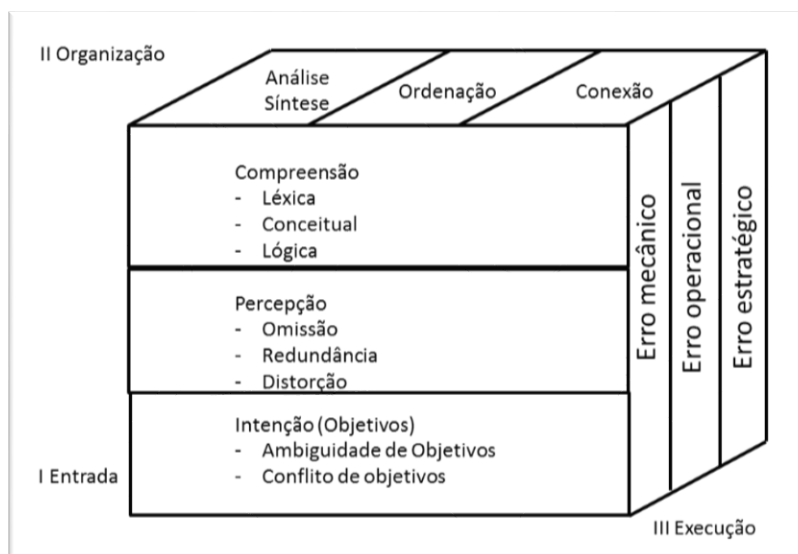 II Organização
Análise
Síntese
Ordenação
Conexão
Compreensão
- Léxica
- Conceitual
- Lógica
Percepção
- Omissão
- Redundância
- Distorção
Intenção (Objetivos)
- Ambiguidade de Objetivos
- Conflito de objetivos
Erro mecânico
Erro operacional
Erro estratégico
I Entrada
III Execução